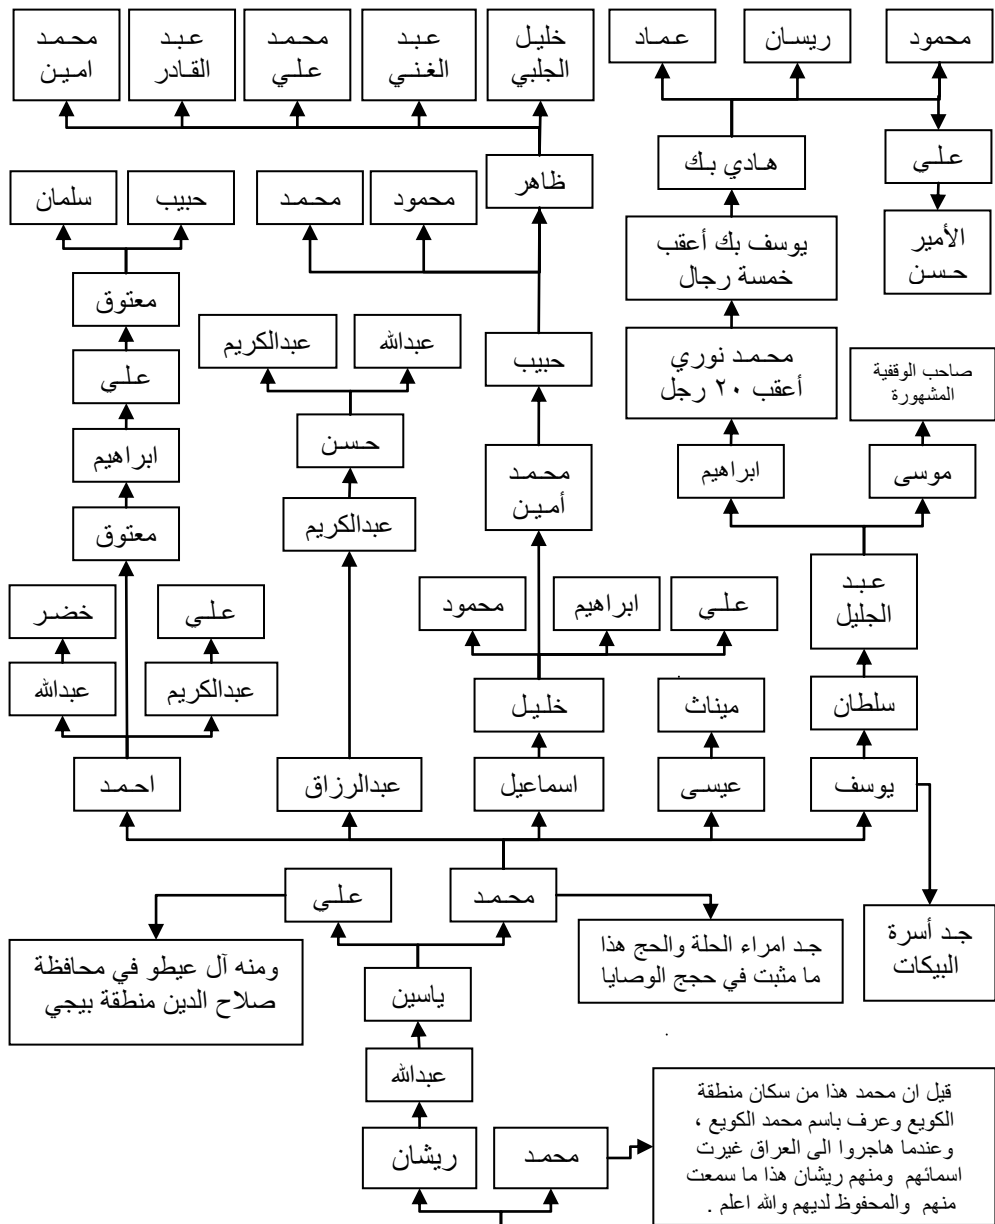 محمود
ريسان
عماد
خليل
الجلبي
عبد
الغني
محمد
علي
عبد
القادر
محمد
امين
علي
هادي بك
ظاهر
محمود
محمد
حبيب
سلمان
الأمير
حسن
يوسف بك أعقب
خمسة رجال
معتوق
محمد نوري
أعقب ٢٠ رجل
صاحب الوقفية
المشهورة
حبيب
عبدالله
عبدالكريم
علي
موسى
ابراهيم
محمد
أمين
حسن
ابراهيم
عبدالكريم
معتوق
عبد
الجليل
علي
ابراهيم
محمود
علي
خضر
سلطان
ميناث
خليل
عبدالكريم
عبدالله
يوسف
عيسى
اسماعيل
عبدالرزاق
احمد
محمد
علي
جد أسرة
البيكات
جد امراء الحلة والحج هذا
ما مثبت في حجج الوصايا
ومنه آل عيطو في محافظة
صلاح الدين منطقة بيجي
ياسين
عبدالله
قيل ان محمد هذا من سكان منطقة
الكويع وعرف باسم محمد الكويع ،
وعندما هاجروا الى العراق غيرت
اسمائهم ومنهم ريشان هذا ما سمعت
منهم والمحفوظ لديهم والله اعلم .
محمد
ريشان